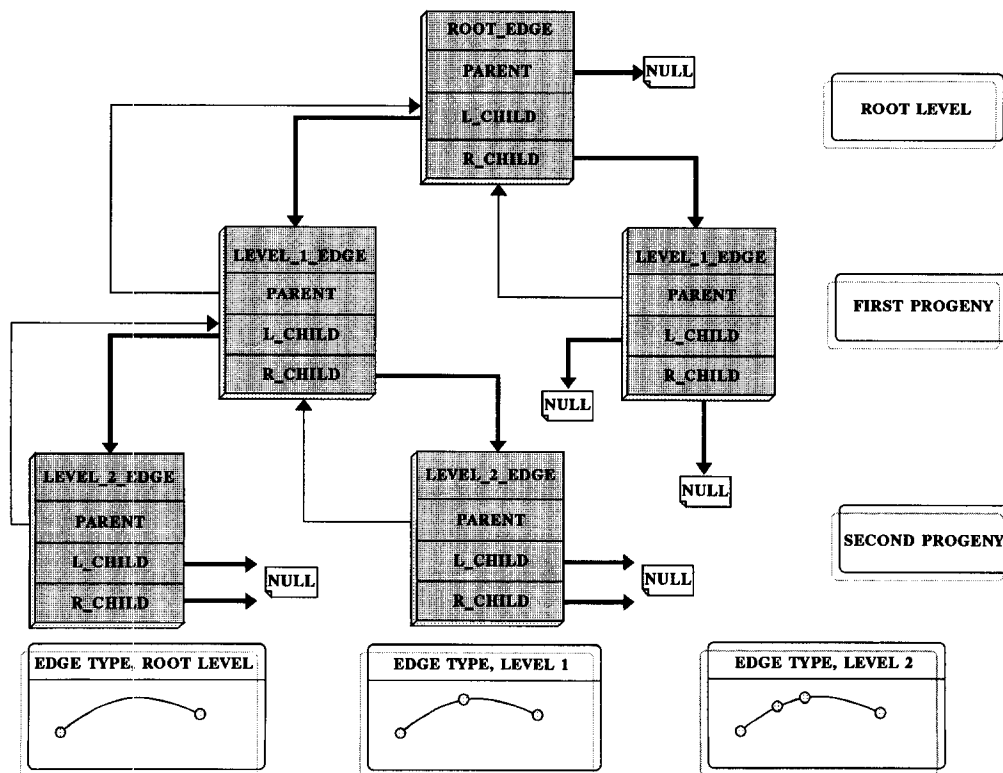 ROOT_EDGE
PARENT
NULL
L_CHILD
R_CHILD
ROOT LEVEL
LEVEL_1_EDGE
PARENT
L_CHILD
R_CHILD
LEVEL_1_EDGE
PARENT
L_CHILD
R_CHILD
NULL
NULL
FIRST PROGENY
LEVEL_2_EDGE
PARENT
L_CHILD
R_CHILD
NULL
LEVEL_2_EDGE
PARENT
L_CHILD
R_CHILD
NULL
SECOND PROGENY
EDGE TYPE, ROOT LEVEL
EDGE TYPE, LEVEL 1
EDGE TYPE, LEVEL 2